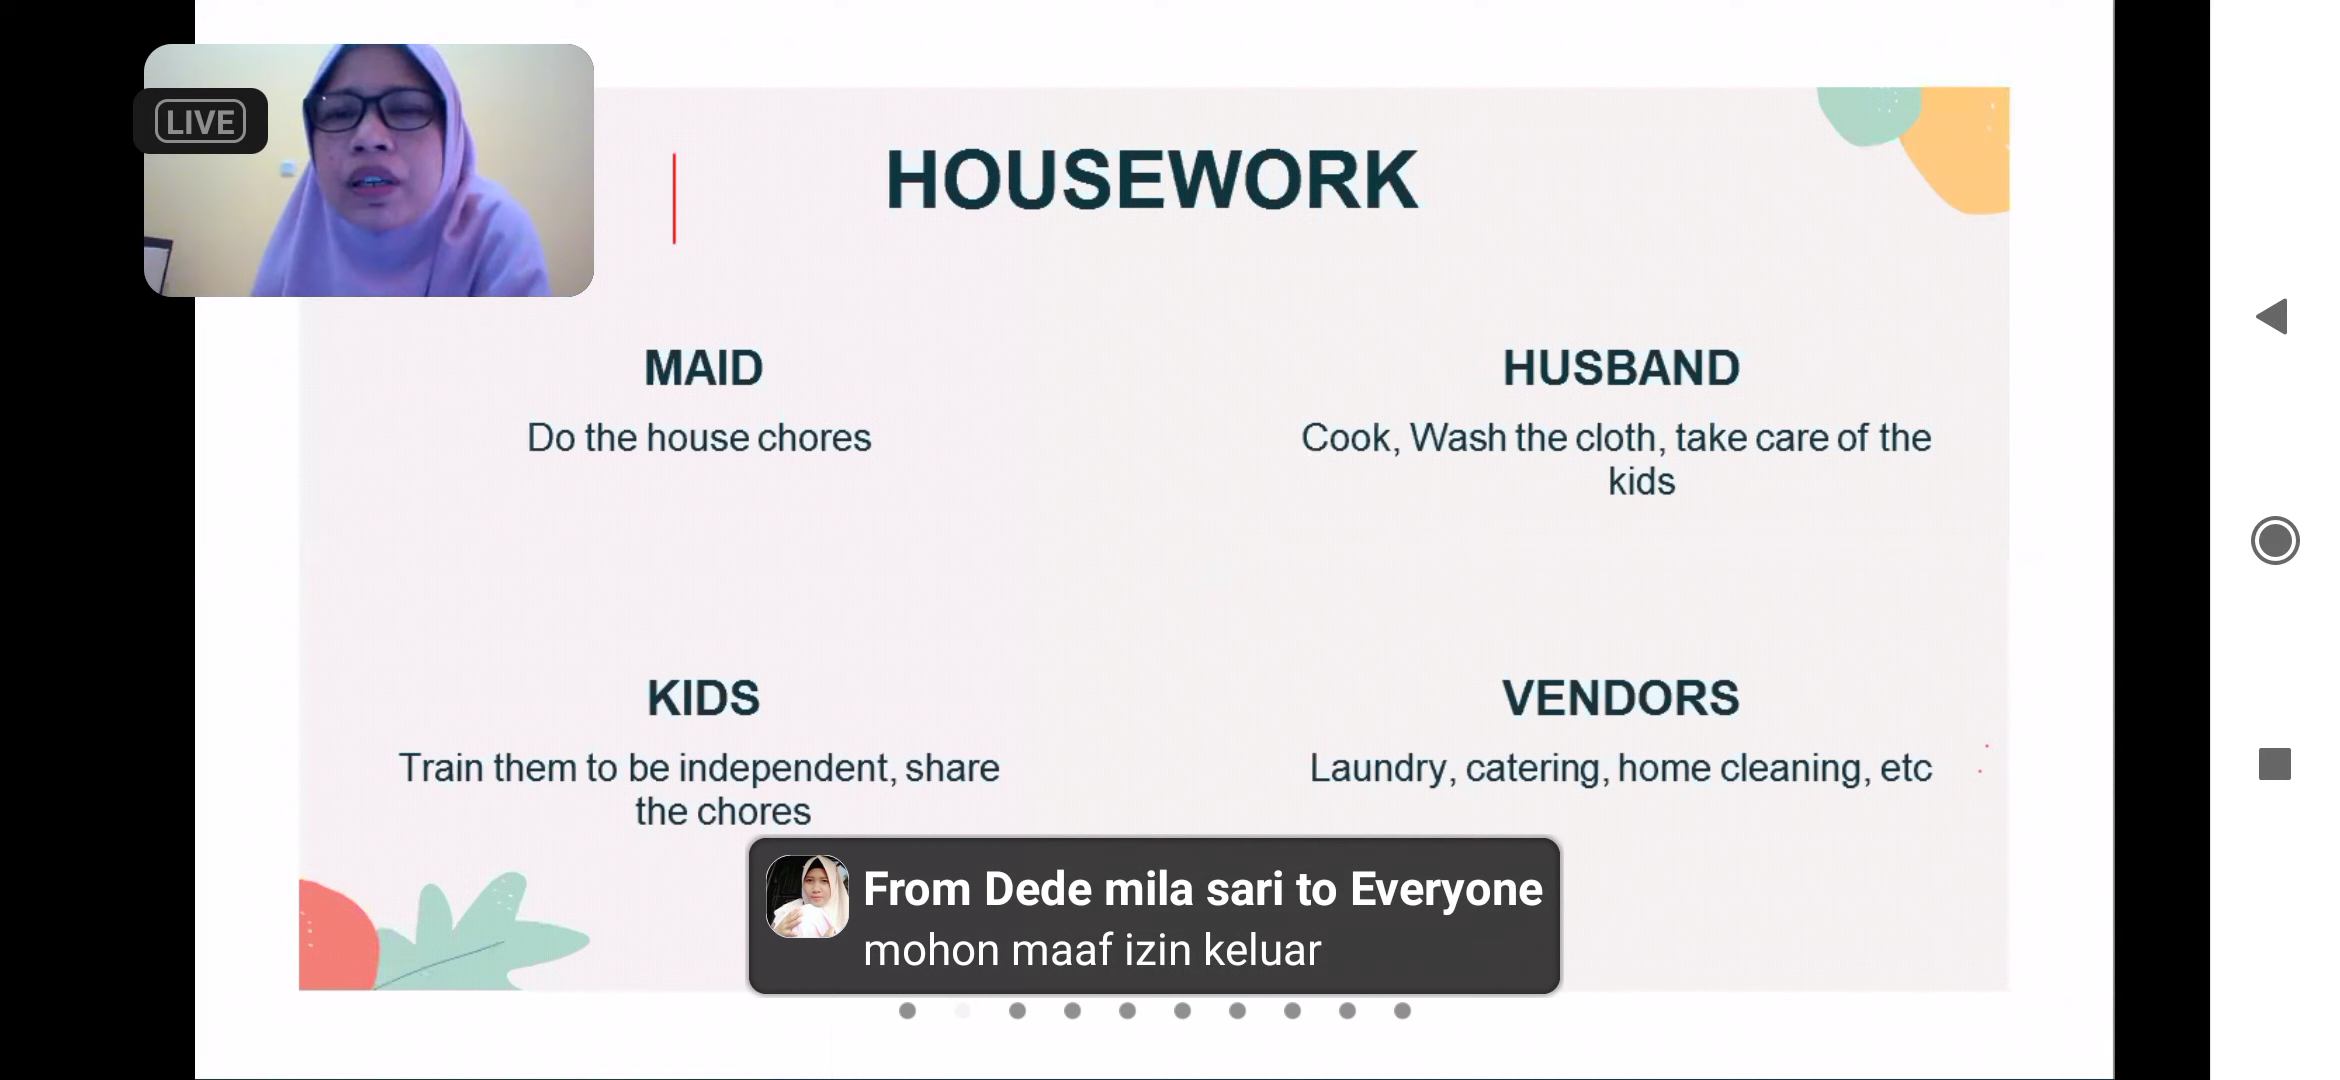 LIVE
HOUSEWORK
MAID
Do the house chores
HUSBAND
Cook, Wash the cloth, take care of the
kids
KIDS
Train them to be independent, share
the chores
VENDORS
Laundry, catering, home cleaning, etc
From Dede mila sari to Everyone
mohon maaf izin keluar